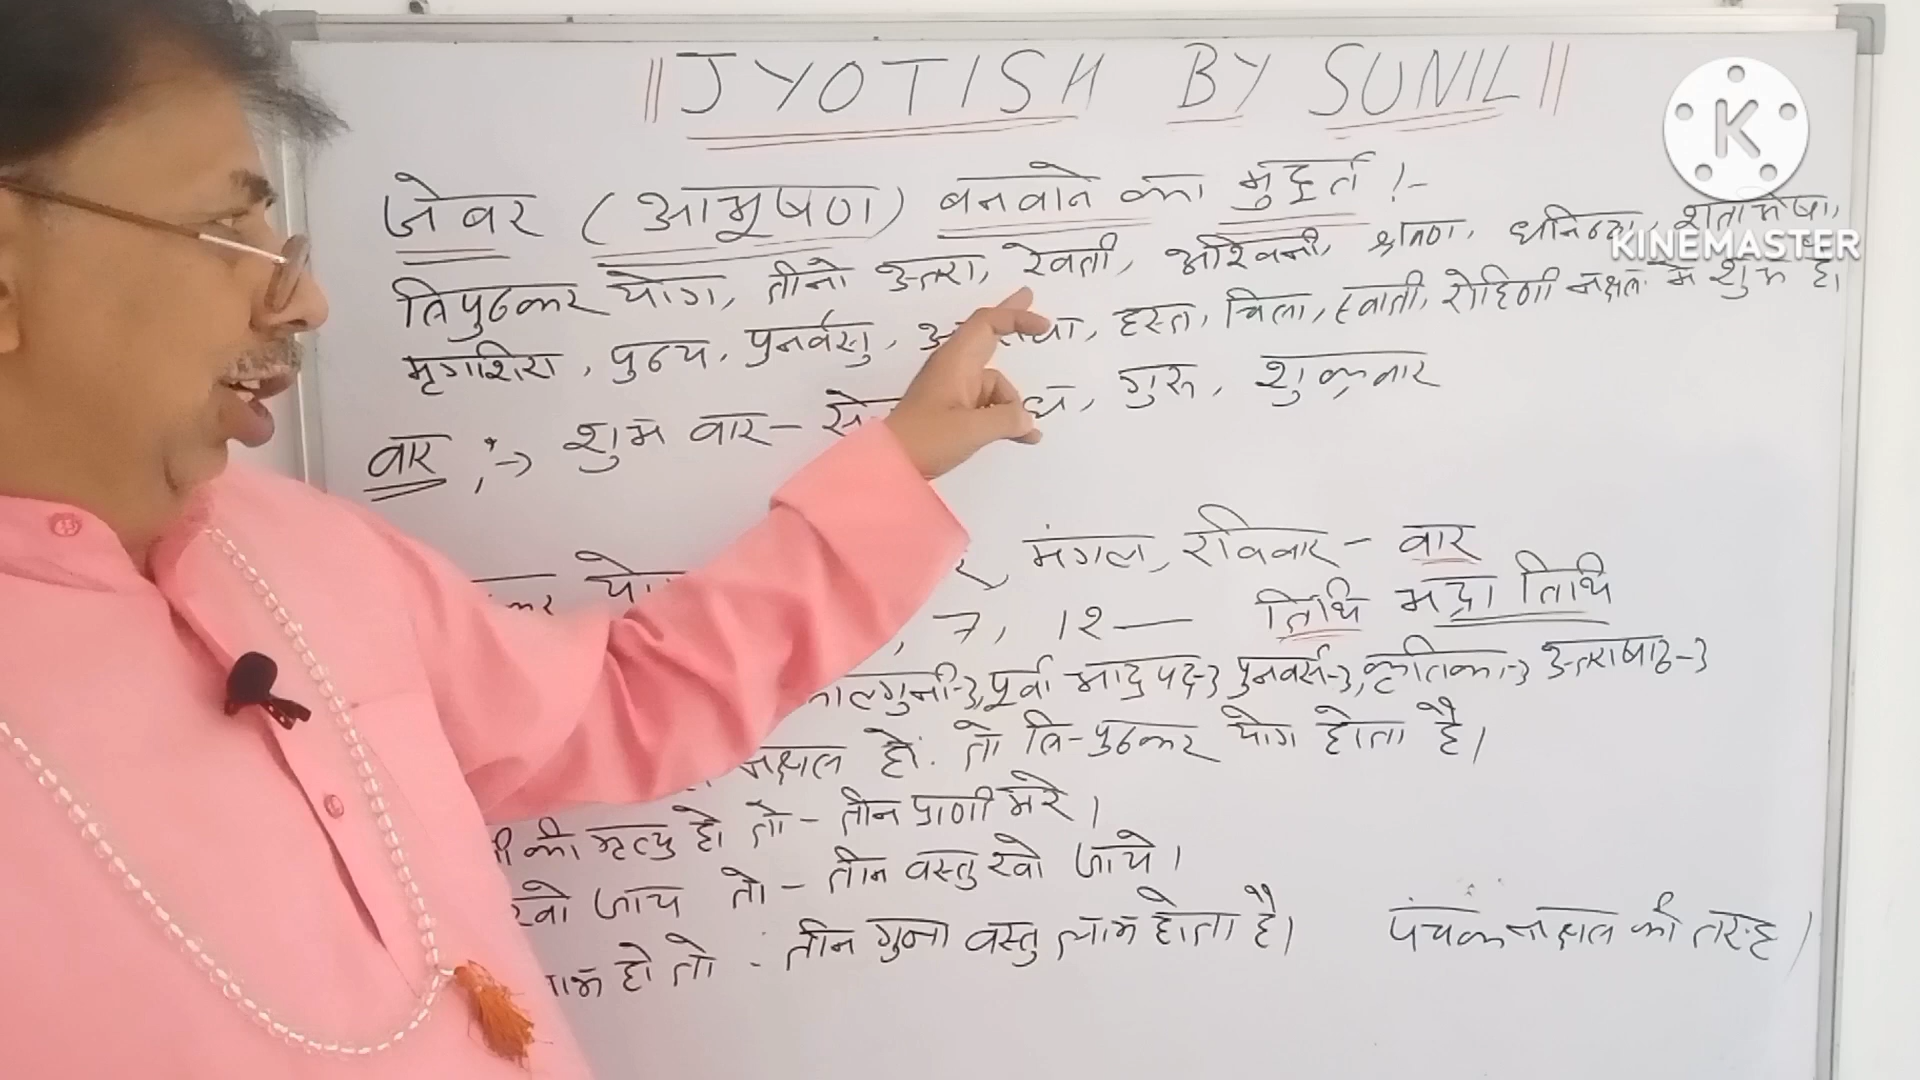 || JYOTISH BY SUNIL ||
K
KINEMASTER
जेवर (आभूषण) बनवाने का मुहूर्त :-
त्रिपुष्कर योग, तीनो उत्तरा, रेवती, अश्विनी, श्रवण, धनिष्ठा, शतभिषा,
मृगशिरा, पुष्य, पुनर्वसु, हस्त, चित्रा, स्वाती, रोहिणी नक्षत्र में शुभ है।
वार :→ शुभ वार - गुरु, शुक्रवार
मंगल, रविवार - वार
7, 12 — तिथि भद्रा तिथि
पूर्वा भाद्रपद-3, पुनर्वसु-3, कृतिका-3 उत्तराषाढ-3
नक्षत्र हो. तो त्रि-पुष्कर योग होता है।
की मृत्यु हो तो - तीन प्राणी मरे।
खो जाय तो - तीन वस्तु खो जाये।
हो तो - तीन गुना वस्तु लाभ होता है। पंचक नक्षत्र की तरह।